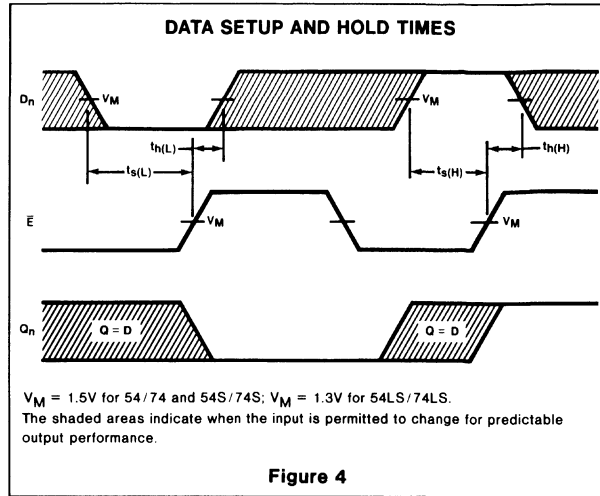 DATA SETUP AND HOLD TIMES
Dn
VM
VM
th(L)
th(H)
ts(L)
ts(H)
Ē
VM
VM
Qn
Q = D
Q = D
VM = 1.5V for 54/74 and 54S/74S; VM = 1.3V for 54LS/74LS.
The shaded areas indicate when the input is permitted to change for predictable
output performance.
Figure 4